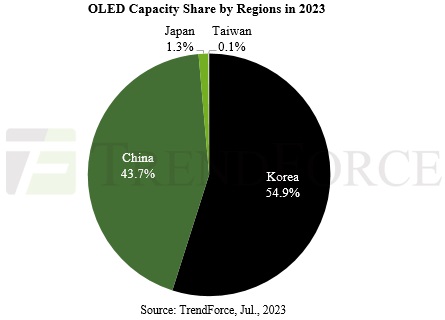 OLED Capacity Share by Regions in 2023
Japan
1.3%
Taiwan
0.1%
China
43.7%
Korea
54.9%
TRENDFORCE
Source: TrendForce, Jul., 2023